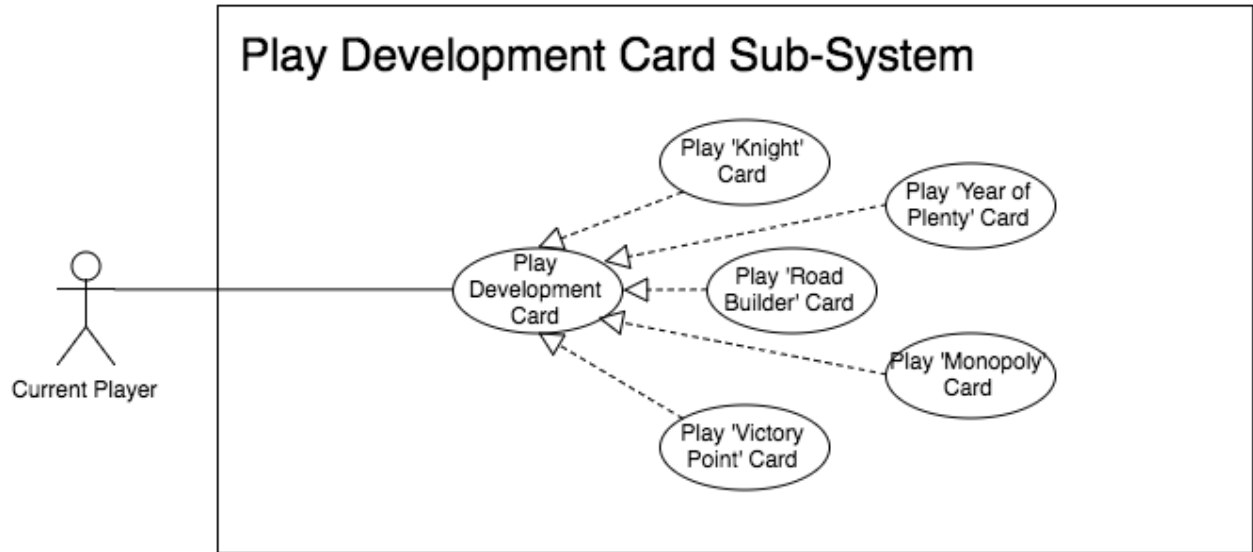 Play Development Card Sub-System
Play 'Knight'
Card
Play 'Year of
Plenty' Card
Play
Development
Card
Play 'Road
Builder' Card
Current Player
Play 'Monopoly'
Card
Play 'Victory
Point' Card